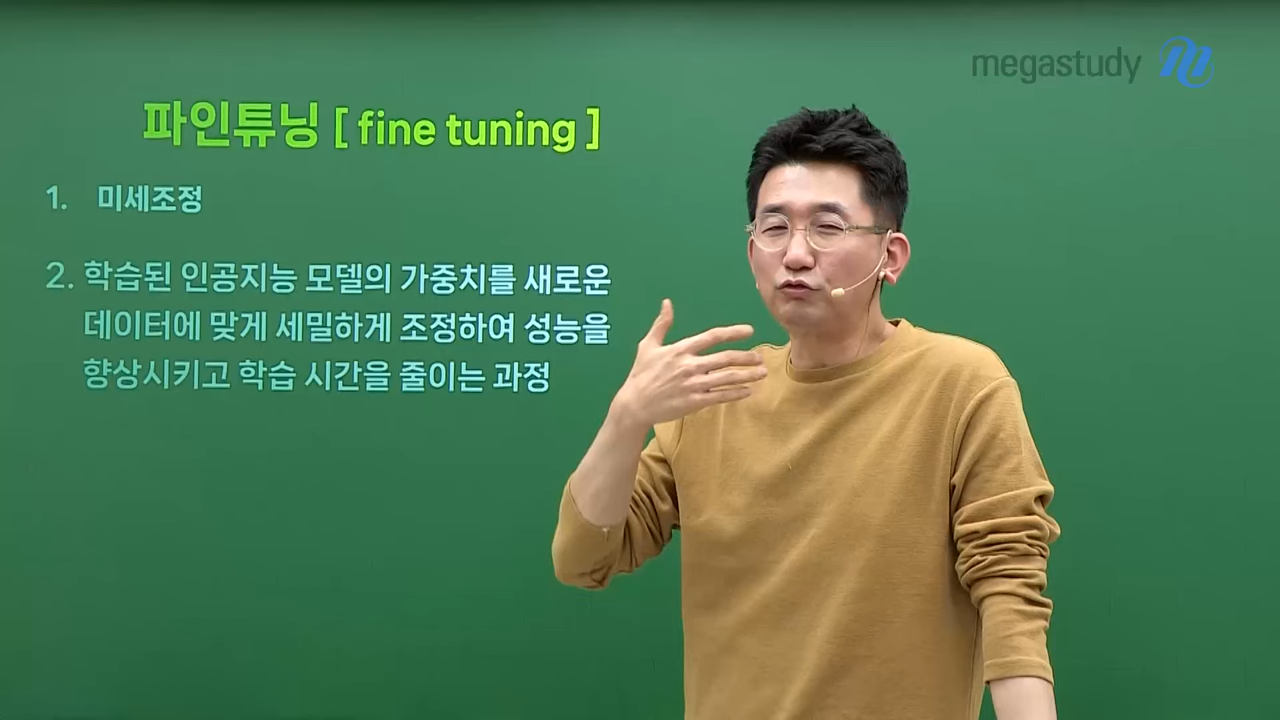 megastudy
파인튜닝 [ fine tuning ]
1. 미세조정
2. 학습된 인공지능 모델의 가중치를 새로운
데이터에 맞게 세밀하게 조정하여 성능을
향상시키고 학습 시간을 줄이는 과정